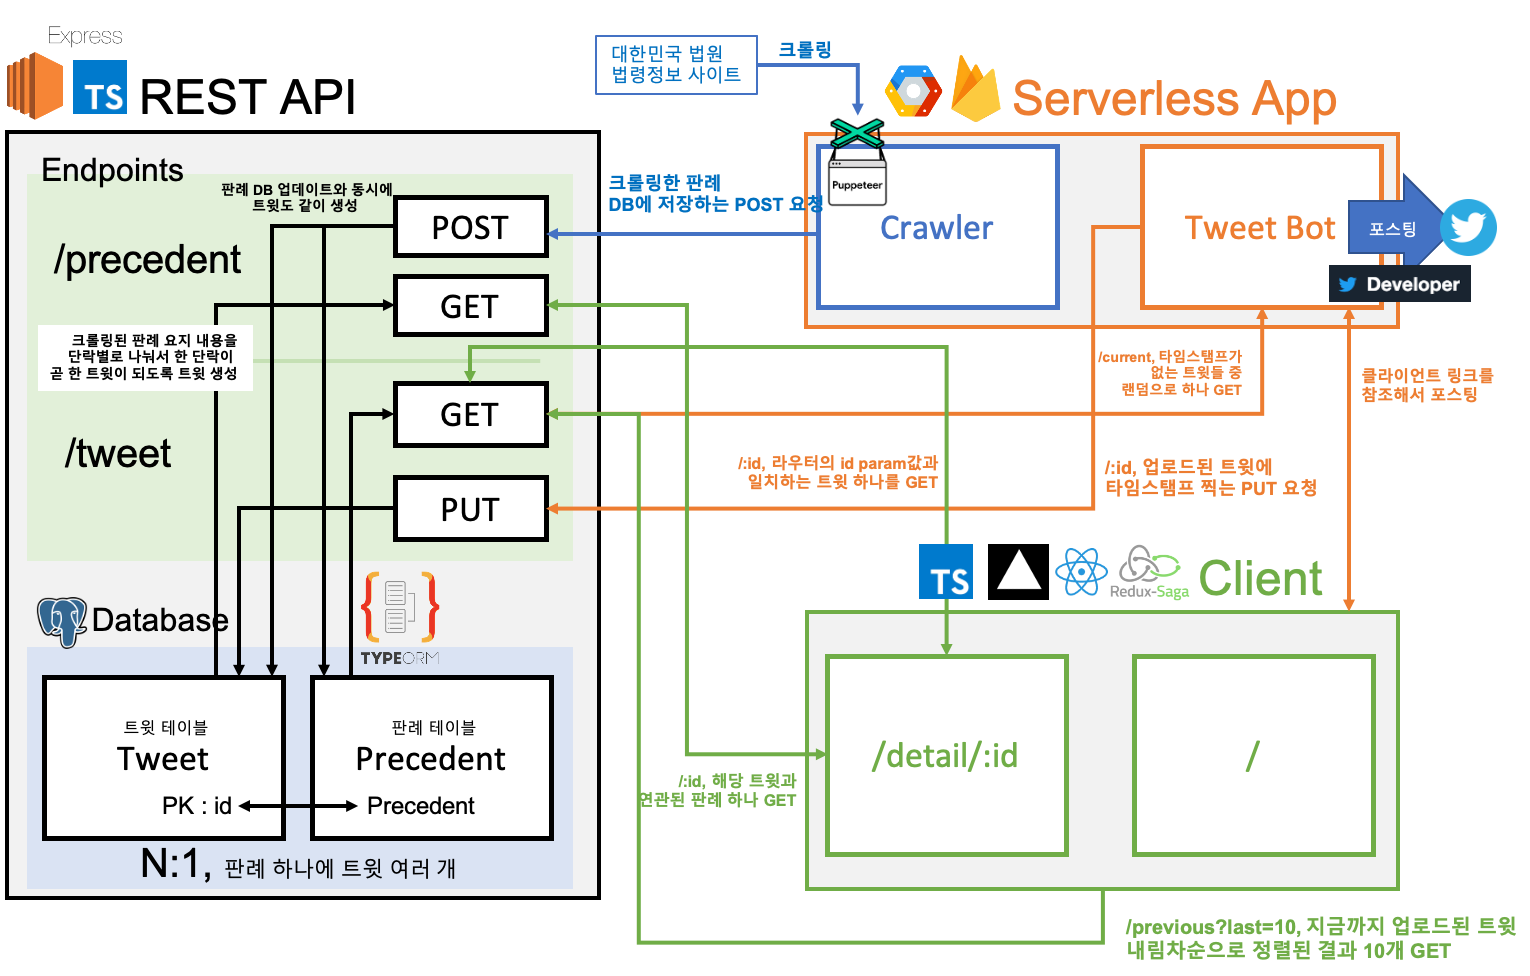 Express
TS
REST API
Endpoints
판례 DB 업데이트와 동시에
트윗도 같이 생성
/precedent
POST
GET
크롤링된 판례 요지 내용을
단락별로 나눠서 한 단락이
곧 한 트윗이 되도록 트윗 생성
/tweet
GET
PUT
Database
TYPEORM
트윗 테이블
Tweet
PK : id
판례 테이블
Precedent
Precedent
N:1, 판례 하나에 트윗 여러 개
대한민국 법원
법령정보 사이트
크롤링
Serverless App
Puppeteer
크롤링한 판례
DB에 저장하는 POST 요청
Crawler
Tweet Bot
포스팅
Developer
/current, 타임스탬프가
없는 트윗들 중
랜덤으로 하나 GET
클라이언트 링크를
참조해서 포스팅
/:id, 라우터의 id param값과
일치하는 트윗 하나를 GET
/:id, 업로드된 트윗에
타임스탬프 찍는 PUT 요청
TS
Redux-Saga
Client
/detail/:id
/
/:id, 해당 트윗과
연관된 판례 하나 GET
/previous?last=10, 지금까지 업로드된 트윗
내림차순으로 정렬된 결과 10개 GET